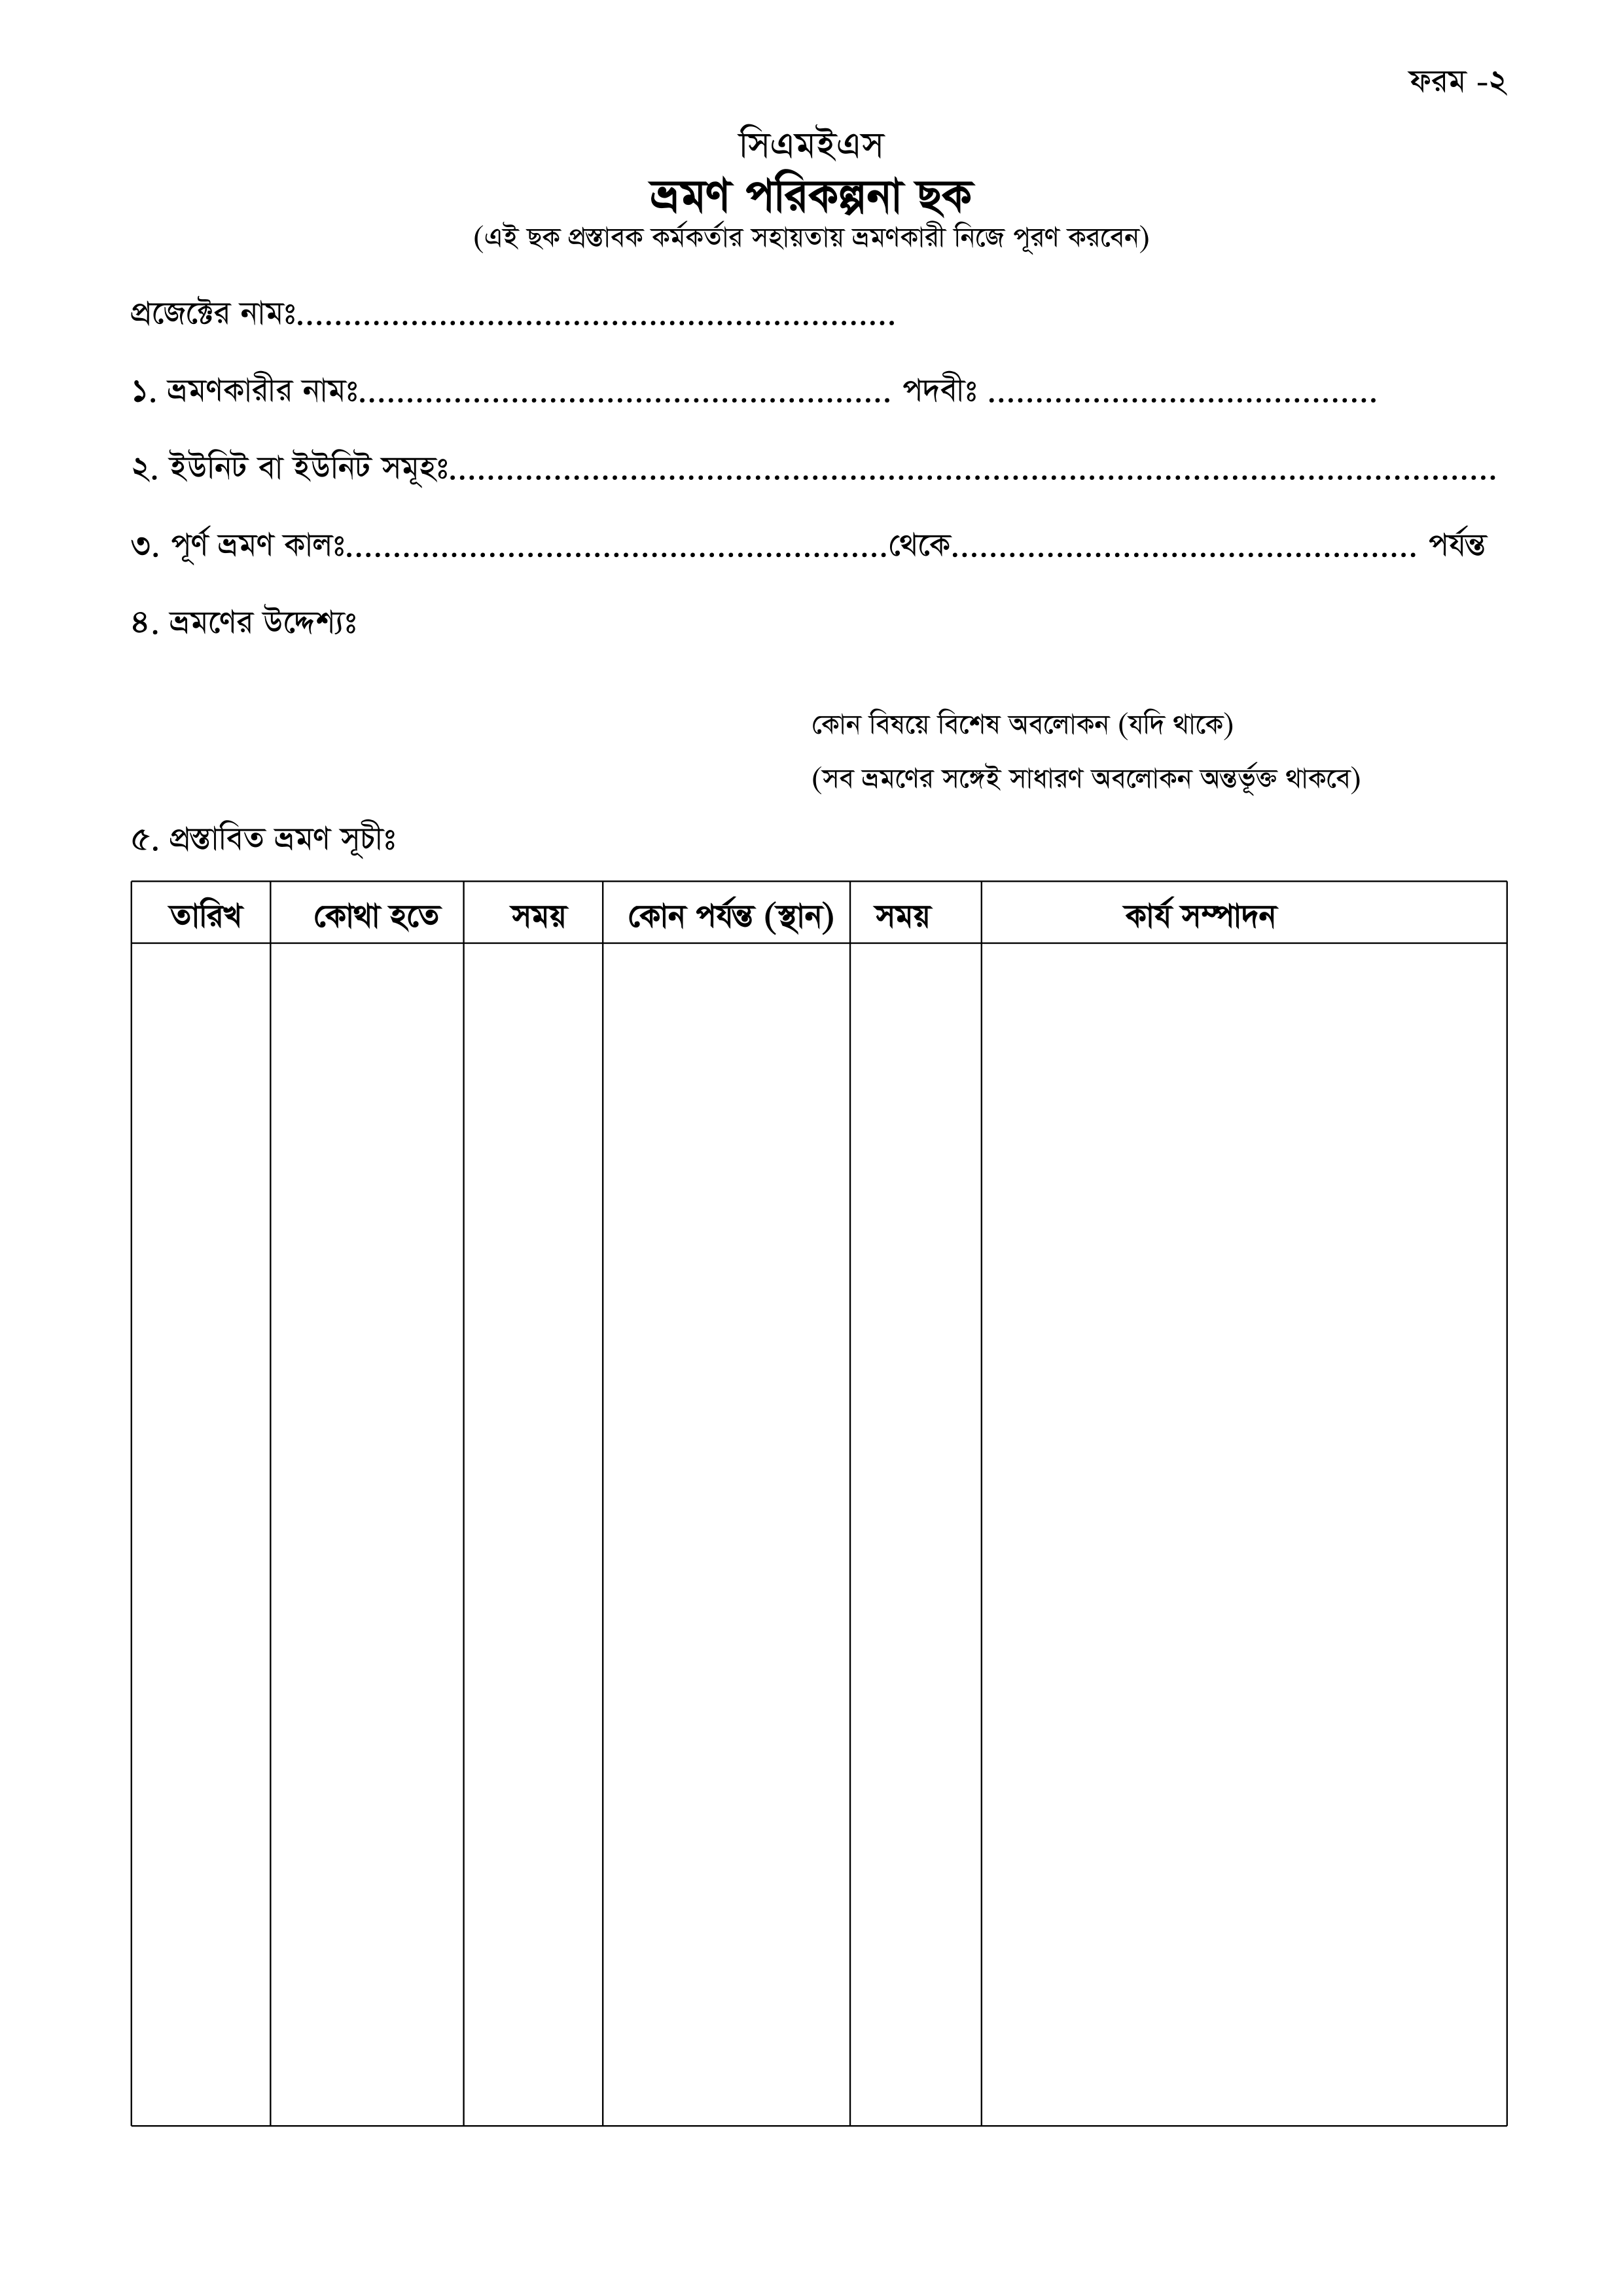 ফরম -২
সিএমইএস
ভ্রমণ পরিকল্পনা ছক
(এই ছক প্রস্তাবক কর্মকর্তার সহায়তায় ভ্রমণকারী নিজে পূরণ করবেন)
প্রজেক্টের নামঃ...............................................................
১. ভ্রমণকারীর নামঃ........................................................ পদবীঃ .........................................
২. ইউনিট বা ইউনিট সমূহঃ..............................................................................................................
৩. পূর্ণ ভ্রমণ কালঃ.........................................................থেকে................................................. পর্যন্ত
৪. ভ্রমণের উদ্দেশ্যঃ
কোন বিষয়ে বিশেষ অবলোকন (যদি থাকে)
(সব ভ্রমণের সঙ্গেই সাধারণ অবলোকন অন্তর্ভূক্ত থাকবে)
৫. প্রস্তাবিত ভ্রমণ সূচীঃ
তারিখ কোথা হতে সময় কোন পর্যন্ত (স্থান) সময় কার্য সম্পাদন